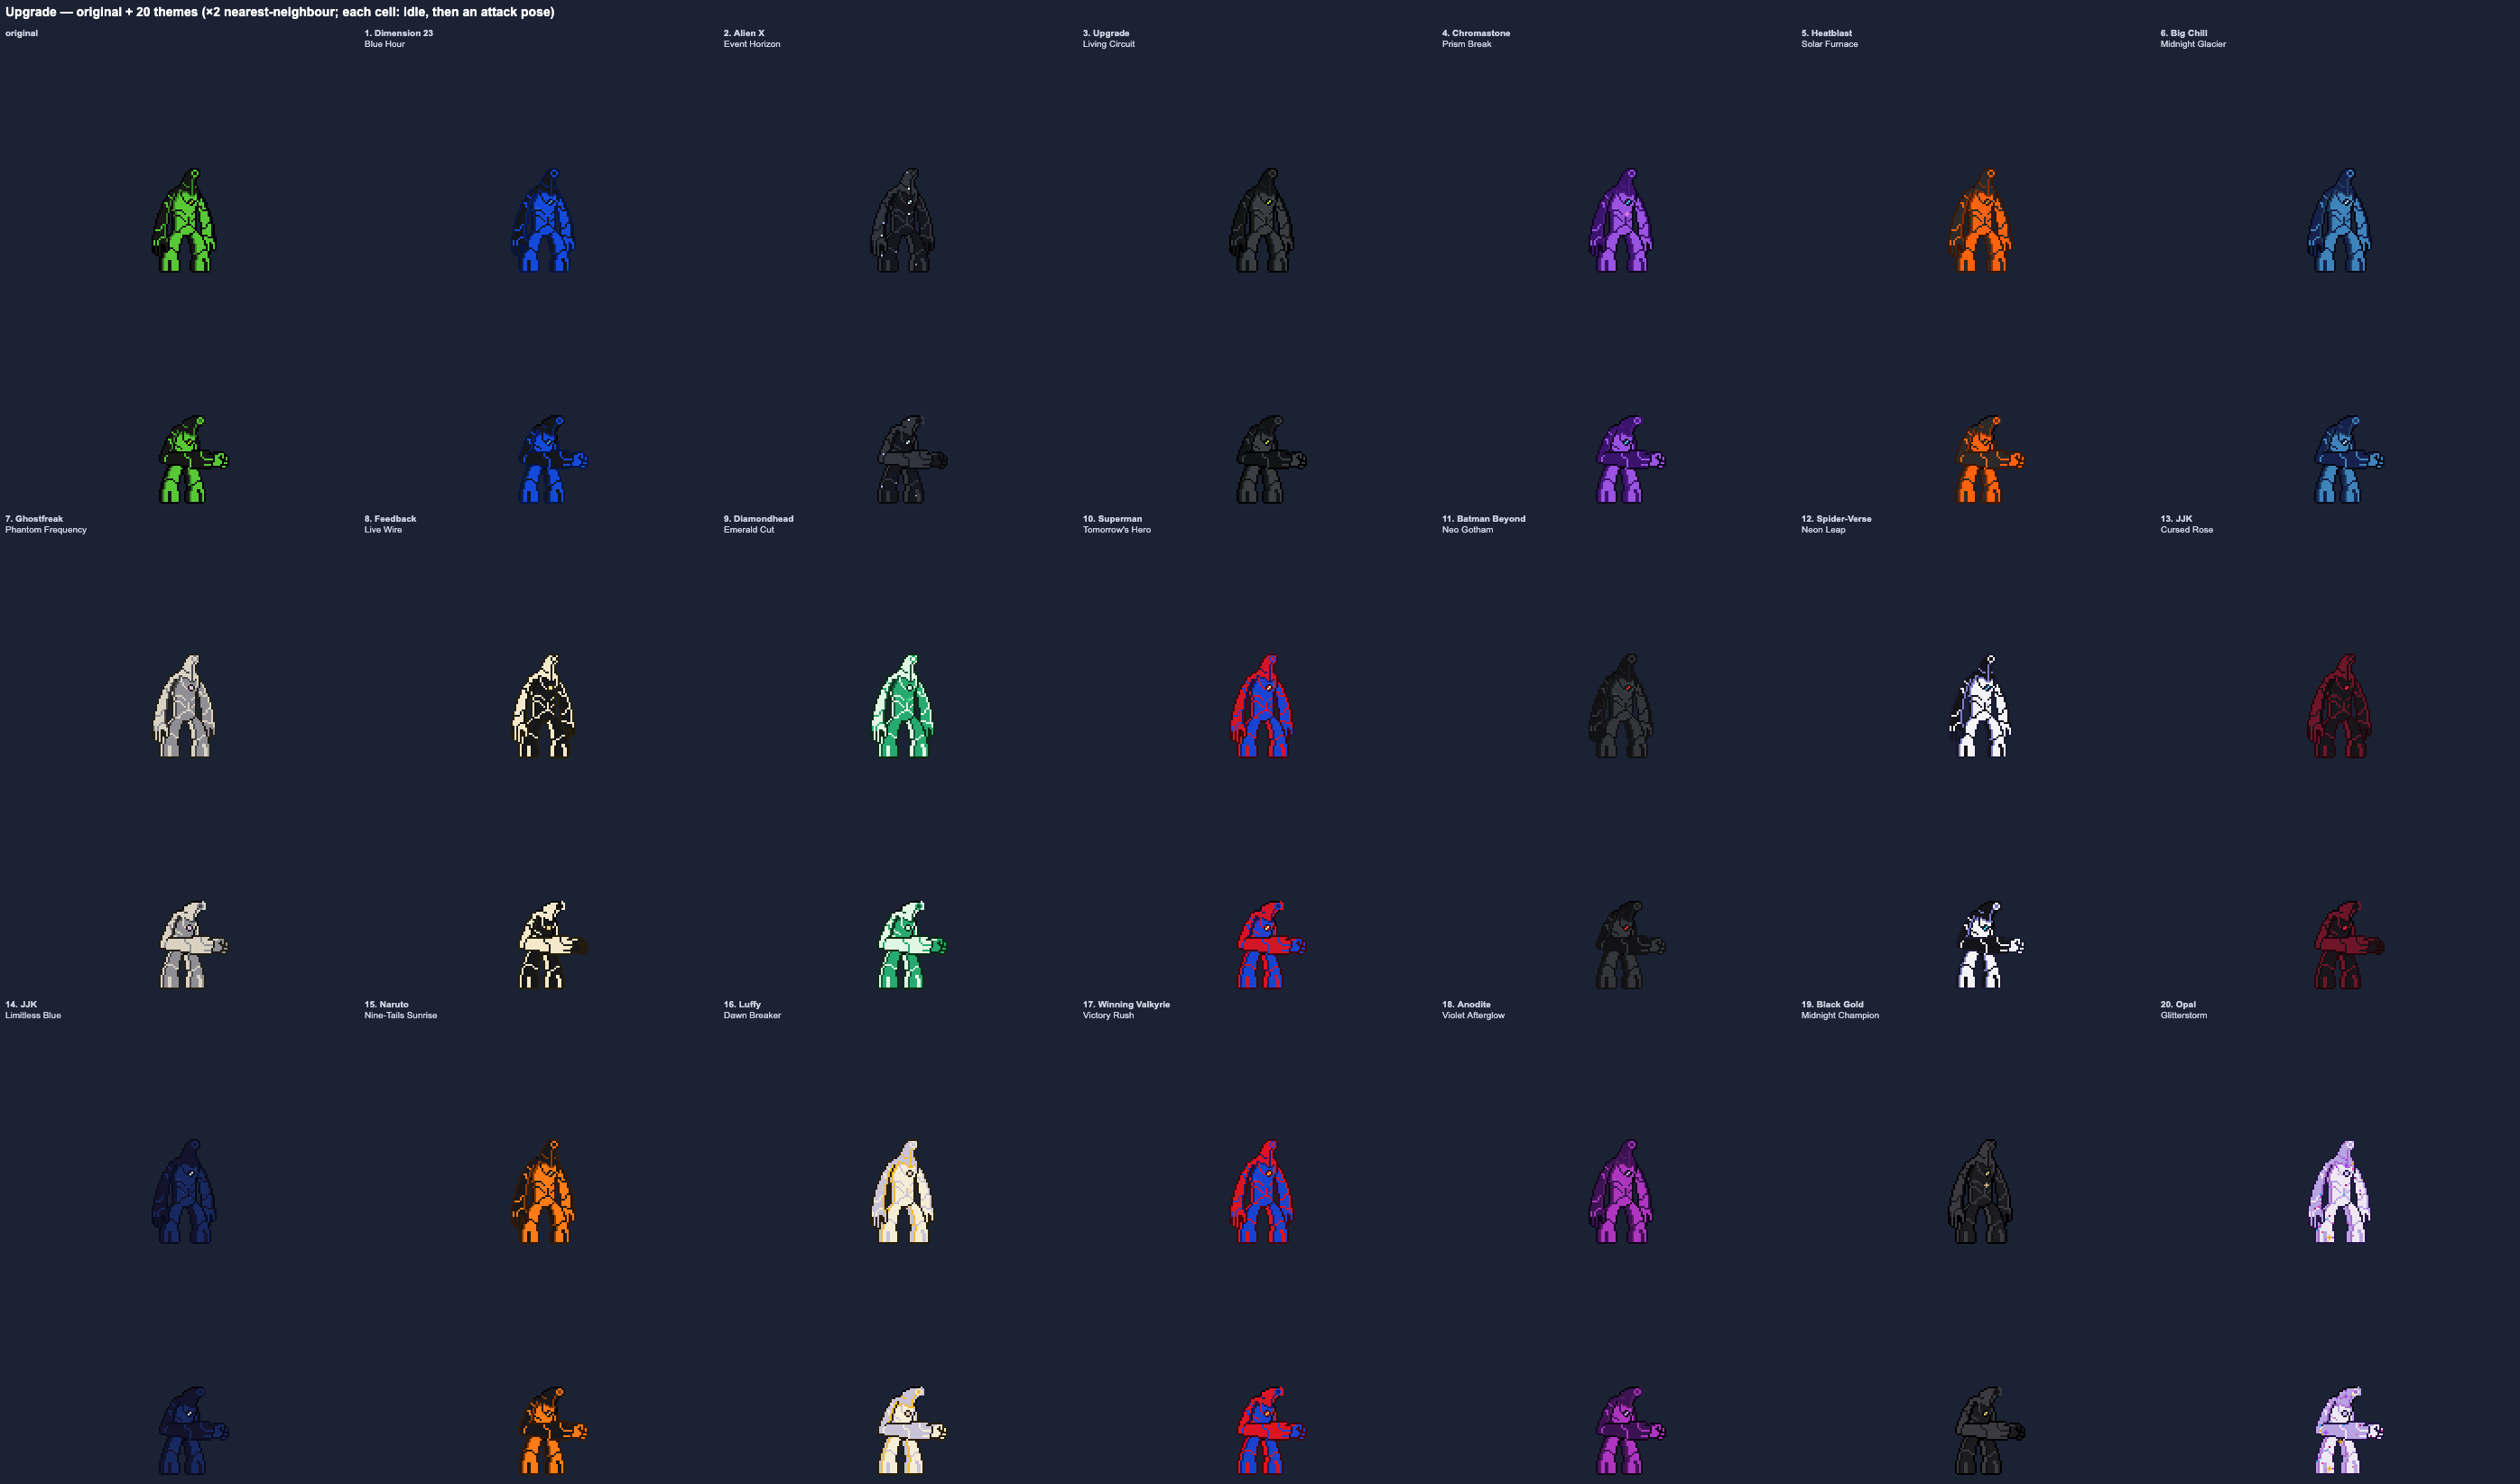 Upgrade — original + 20 themes (×2 nearest-neighbour; each cell: idle, then an attack pose)
original
1. Dimension 23
Blue Hour
2. Alien X
Event Horizon
3. Upgrade
Living Circuit
4. Chromastone
Prism Break
5. Heatblast
Solar Furnace
6. Big Chill
Midnight Glacier
7. Ghostfreak
Phantom Frequency
8. Feedback
Live Wire
9. Diamondhead
Emerald Cut
10. Superman
Tomorrow's Hero
11. Batman Beyond
Neo Gotham
12. Spider-Verse
Neon Leap
13. JJK
Cursed Rose
14. JJK
Limitless Blue
15. Naruto
Nine-Tails Sunrise
16. Luffy
Dawn Breaker
17. Winning Valkyrie
Victory Rush
18. Anodite
Violet Afterglow
19. Black Gold
Midnight Champion
20. Opal
Glitterstorm